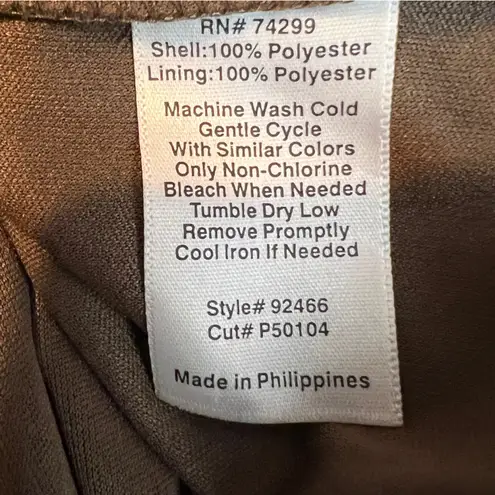 RN# 74299
Shell:100% Polyester
Lining:100% Polyester
Machine Wash Cold
Gentle Cycle
With Similar Colors
Only Non-Chlorine
Bleach When Needed
Tumble Dry Low
Remove Promptly
Cool Iron If Needed
Style# 92466
Cut# P50104
Made in Philippines